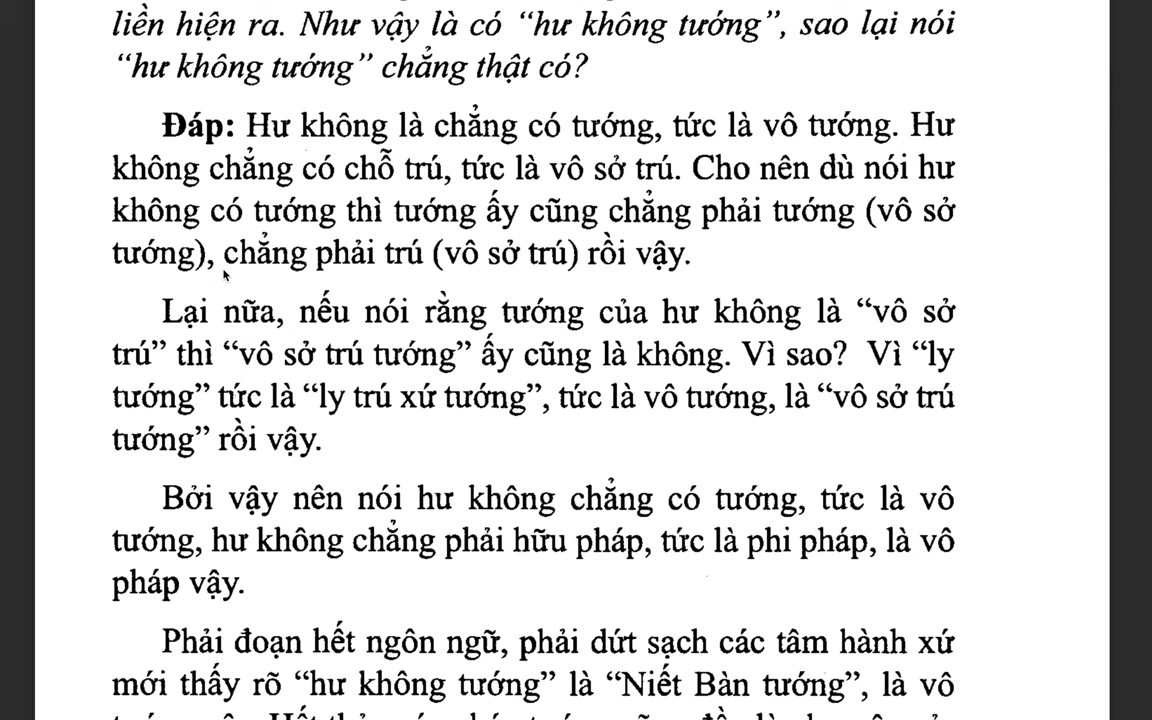 liền hiện ra. Như vậy là có “hư không tướng”, sao lại nói
“hư không tướng” chẳng thật có?
Đáp: Hư không là chẳng có tướng, tức là vô tướng. Hư
không chẳng có chỗ trú, tức là vô sở trú. Cho nên dù nói hư
không có tướng thì tướng ấy cũng chẳng phải tướng (vô sở
tướng), chẳng phải trú (vô sở trú) rồi vậy.
Lại nữa, nếu nói rằng tướng của hư không là “vô sở
trú” thì “vô sở trú tướng” ấy cũng là không. Vì sao? Vì “ly
tướng” tức là “ly trú xứ tướng”, tức là vô tướng, là “vô sở trú
tướng” rồi vậy.
Bởi vậy nên nói hư không chẳng có tướng, tức là vô
tướng, hư không chẳng phải hữu pháp, tức là phi pháp, là vô
pháp vậy.
Phải đoạn hết ngôn ngữ, phải dứt sạch các tâm hành xứ
mới thấy rõ “hư không tướng” là “Niết Bàn tướng”, là vô